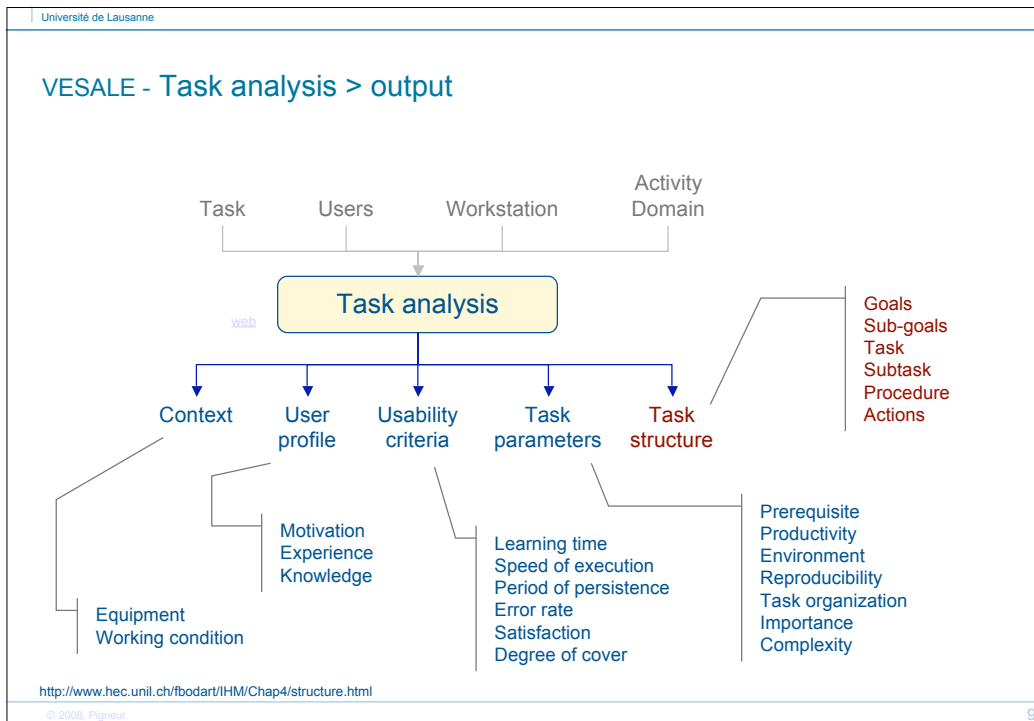 Université de Lausanne
VESALE - Task analysis > output
Activity
Task Users Workstation Domain
Task analysis
web
Goals
Sub-goals
Task
Subtask
Procedure
Actions
Context User Usability Task Task
profile criteria parameters structure
Motivation
Experience
Knowledge
Equipment
Working condition
Learning time
Speed of execution
Period of persistence
Error rate
Satisfaction
Degree of cover
Prerequisite
Productivity
Environment
Reproducibility
Task organization
Importance
Complexity
http://www.hec.unil.ch/fbodart/IHM/Chap4/structure.html
© 2008, Pigneur
9